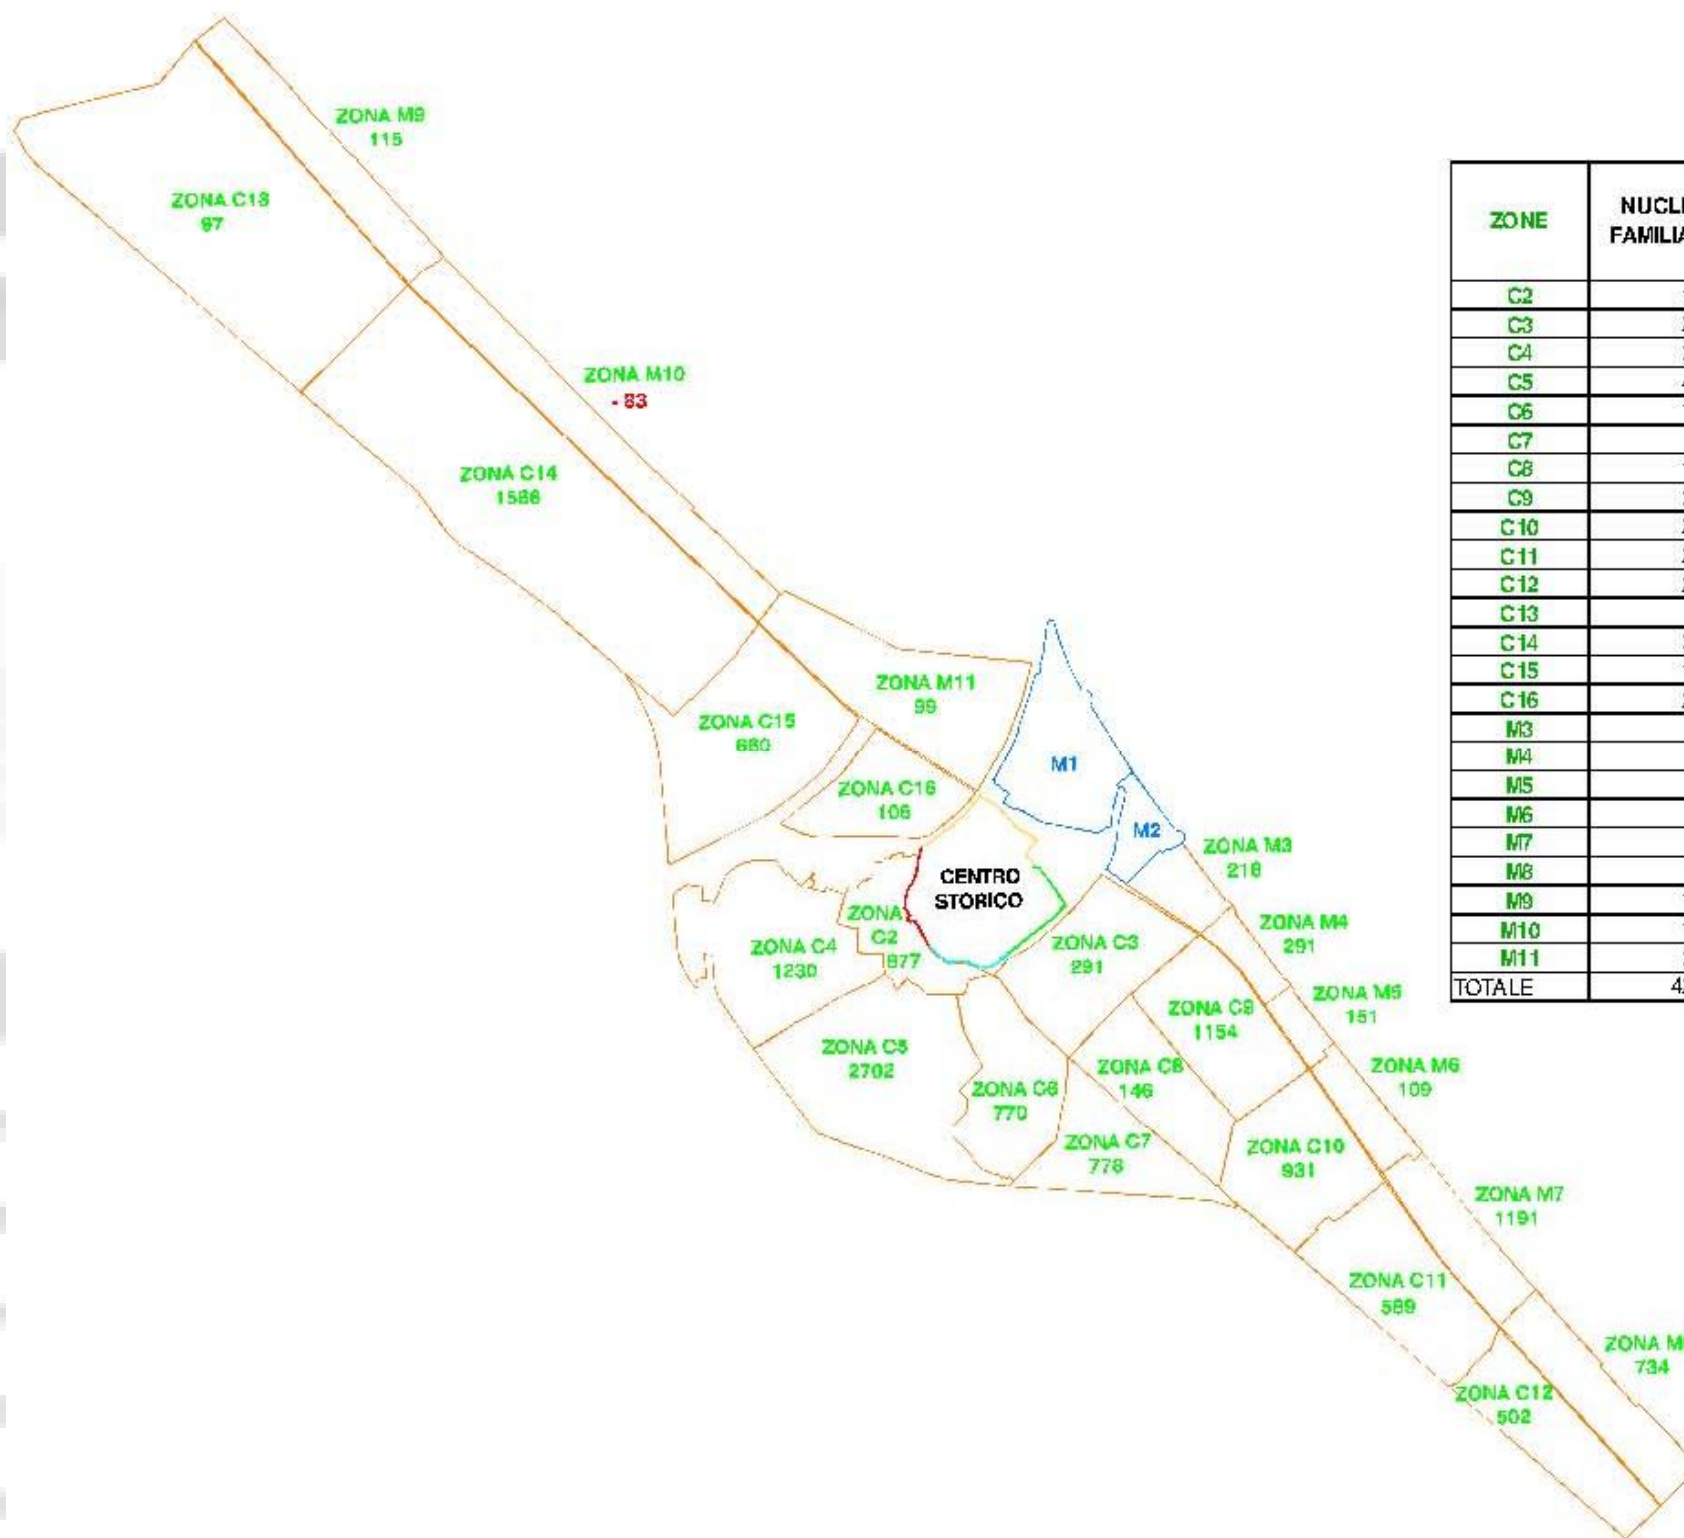 ZONA M9
115
ZONA C13
97
ZONA M10
- 83
ZONA C14
1586
ZONA M11
99
ZONA C15
680
M1
ZONA C16
106
M2
ZONA M3
218
CENTRO
STORICO
ZONA
C2
877
ZONA M4
291
ZONA C4
1230
ZONA C3
291
ZONA M5
151
ZONA C9
1154
ZONA C5
2702
ZONA M6
109
ZONA C8
146
ZONA C6
770
ZONA C7
778
ZONA C10
931
ZONA M7
1191
ZONA C11
589
ZONA M
734
ZONA C12
502
ZONE
NUCL
FAMILIA
C2
C3
C4
C5
C6
C7
C8
C9
C10
C11
C12
C13
C14
C15
C16
M3
M4
M5
M6
M7
M8
M9
M10
M11
TOTALE 4